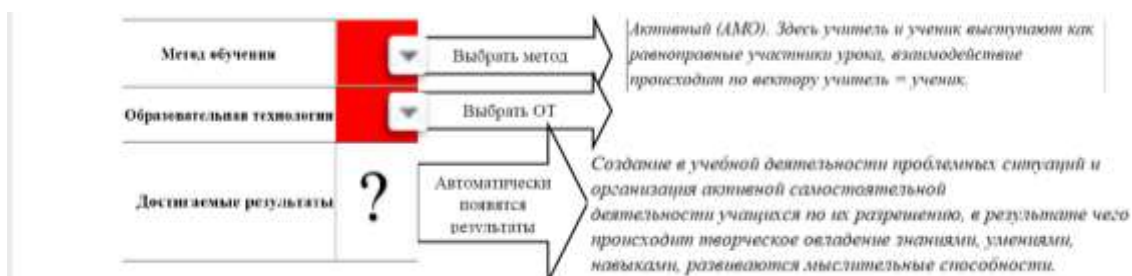 Метод обучения
Выбрать метод
Активный (АМО). Здесь учитель и ученик выступают как
равноправные участники урока, взаимодействие
происходит по вектору учитель = ученик.
Образовательная технология
Выбрать ОТ
Достигаемые результаты
?
Автоматически
появятся
результаты
Создание в учебной деятельности проблемных ситуаций и
организация активной самостоятельной
деятельности учащихся по их разрешению, в результате чего
происходит творческое овладение знаниями, умениями,
навыками, развиваются мыслительные способности.